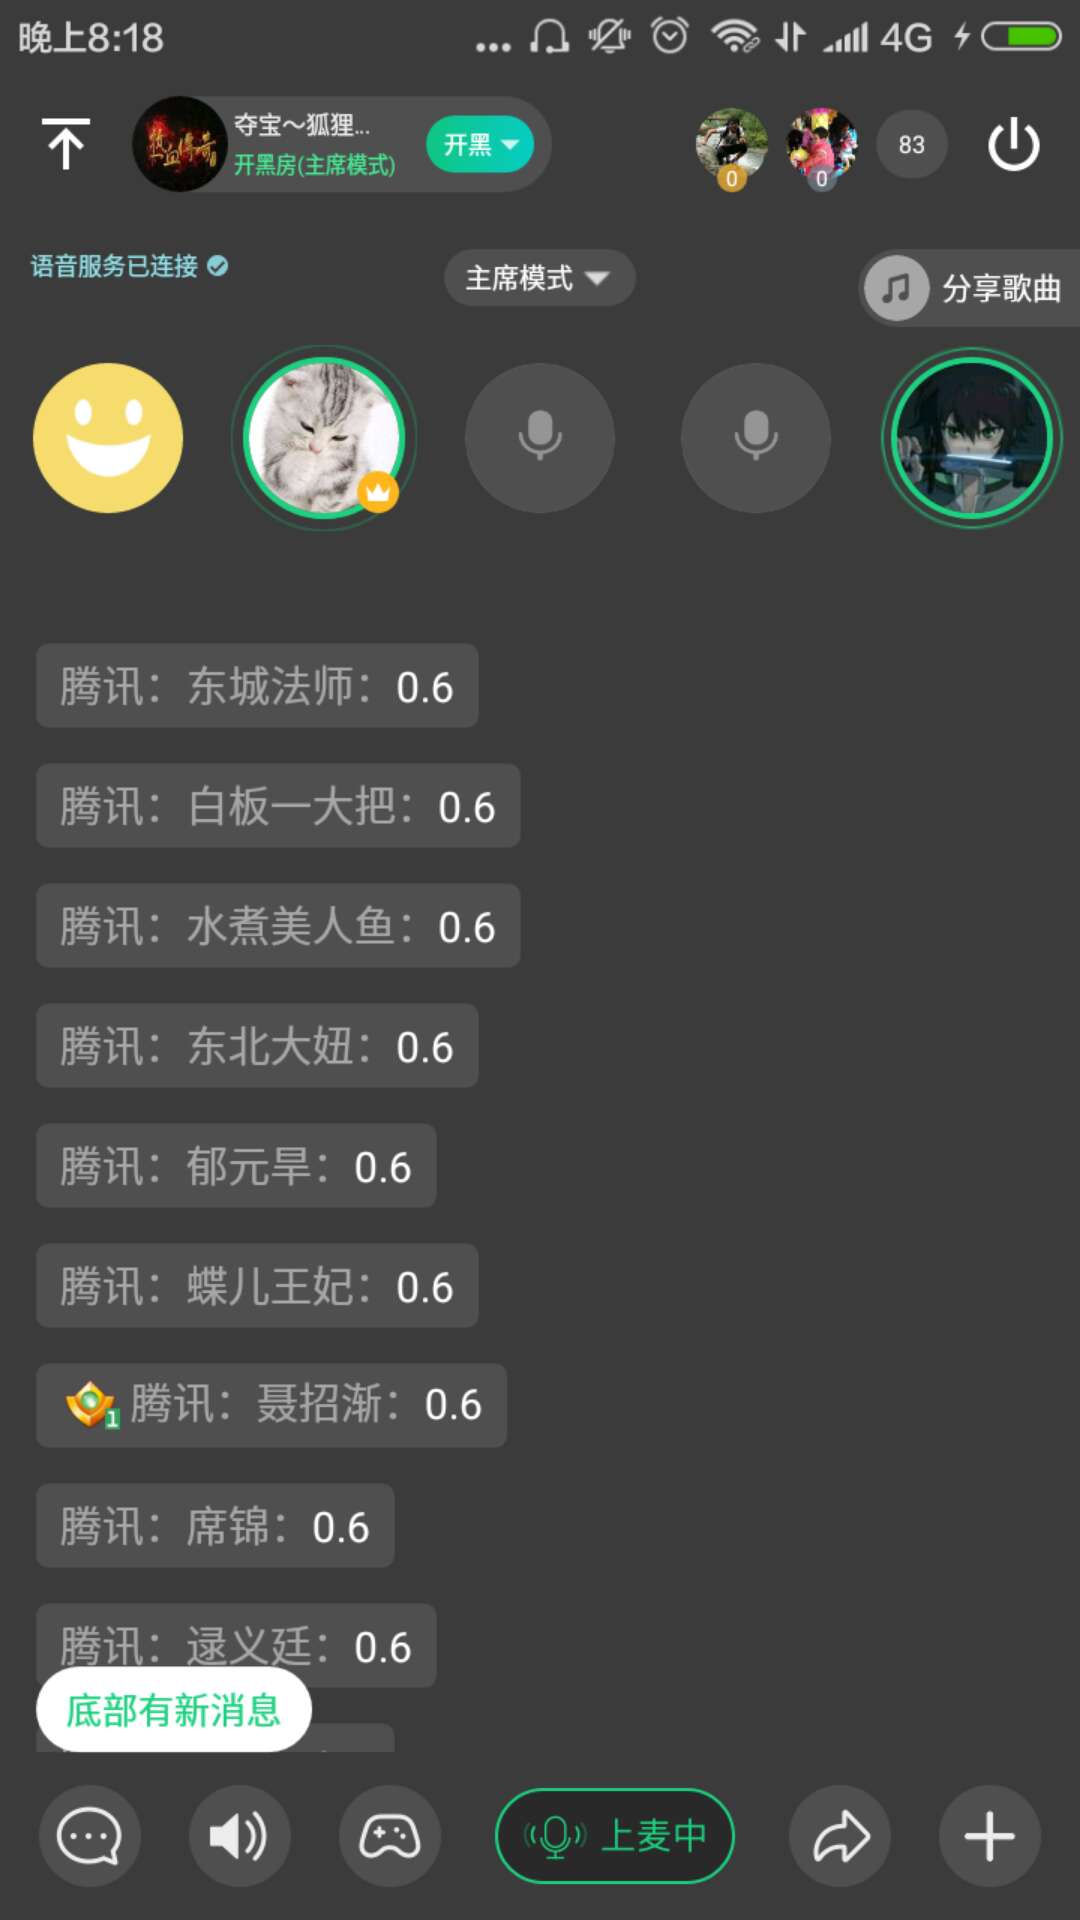 晚上8:18
4G
热血传奇
夺宝～狐狸...
开黑房(主席模式)
开黑
0
0
83
语音服务已连接
主席模式
分享歌曲
腾讯：东城法师：0.6
腾讯：白板一大把：0.6
腾讯：水煮美人鱼：0.6
腾讯：东北大妞：0.6
腾讯：郁元旱：0.6
腾讯：蝶儿王妃：0.6
1 腾讯：聂招渐：0.6
腾讯：席锦：0.6
腾讯：逯义廷：0.6
底部有新消息
上麦中